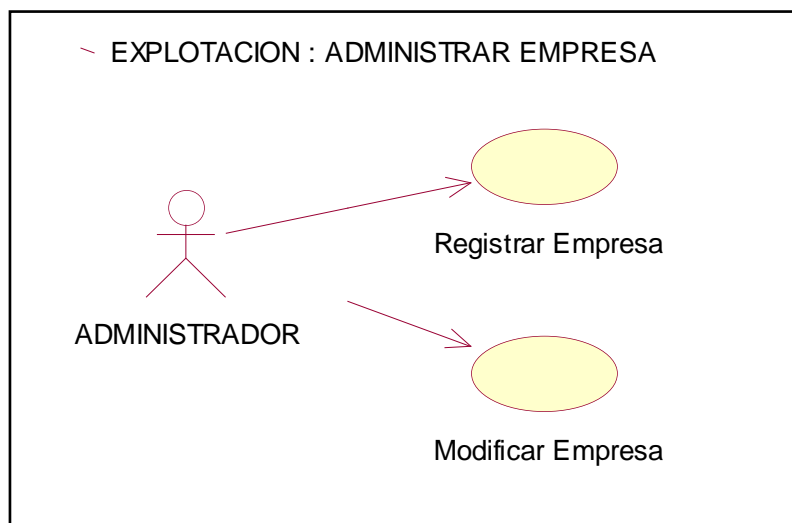 EXPLOTACION : ADMINISTRAR EMPRESA
Registrar Empresa
ADMINISTRADOR
Modificar Empresa